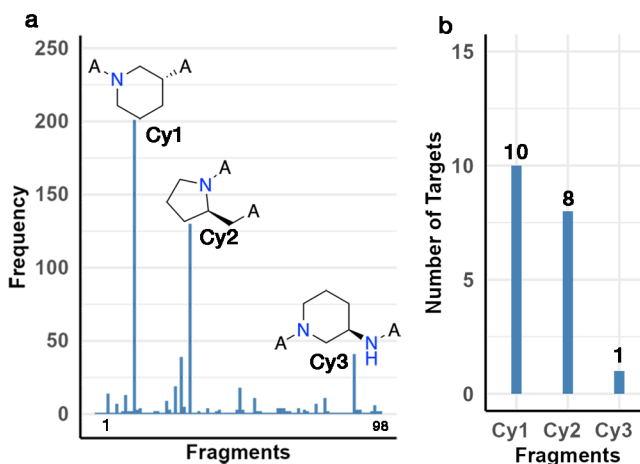 a
250
200
150
100
50
0
Frequency
A
N
A
Cy1
A
N
A
Cy2
N
A
N
H
A
Cy3
1
98
Fragments
b
15
10
5
0
Number of Targets
10
8
1
Cy1 Cy2 Cy3
Fragments